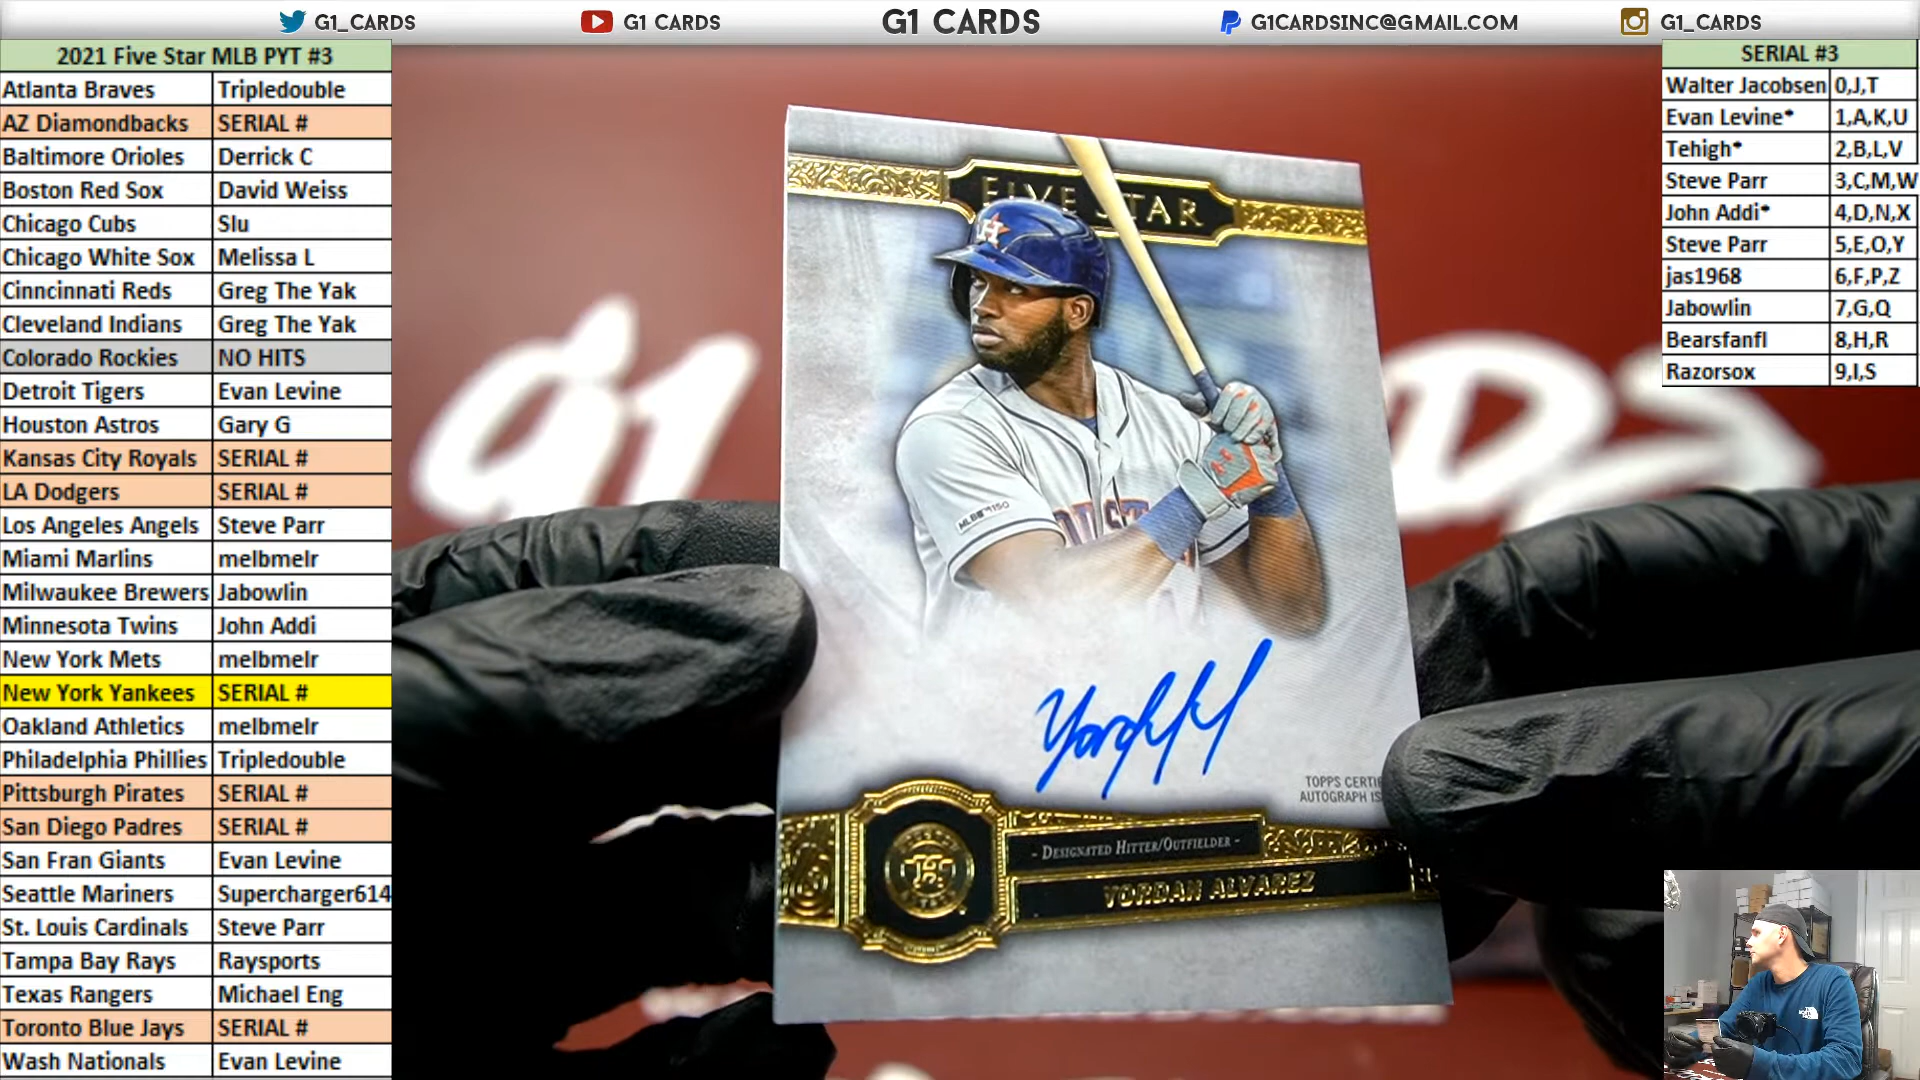 G1_CARDS G1 CARDS G1 CARDS G1CARDSINC@GMAIL.COM G1_CARDS
2021 Five Star MLB PYT #3
Atlanta Braves Tripledouble
AZ Diamondbacks SERIAL #
Baltimore Orioles Derrick C
Boston Red Sox David Weiss
Chicago Cubs Slu
Chicago White Sox Melissa L
Cinncinnati Reds Greg The Yak
Cleveland Indians Greg The Yak
Colorado Rockies NO HITS
Detroit Tigers Evan Levine
Houston Astros Gary G
Kansas City Royals SERIAL #
LA Dodgers SERIAL #
Los Angeles Angels Steve Parr
Miami Marlins melbmelr
Milwaukee Brewers Jabowlin
Minnesota Twins John Addi
New York Mets melbmelr
New York Yankees SERIAL #
Oakland Athletics melbmelr
Philadelphia Phillies Tripledouble
Pittsburgh Pirates SERIAL #
San Diego Padres SERIAL #
San Fran Giants Evan Levine
Seattle Mariners Supercharger614
St. Louis Cardinals Steve Parr
Tampa Bay Rays Raysports
Texas Rangers Michael Eng
Toronto Blue Jays SERIAL #
Wash Nationals Evan Levine
FIVE STAR
H
MLB 150
TOPPS CERTI
AUTOGRAPH IS
- DESIGNATED HITTER/OUTFIELDER -
YORDAN ALVAREZ
H
G1
SERIAL #3
Walter Jacobsen 0,J,T
Evan Levine* 1,A,K,U
Tehigh* 2,B,L,V
Steve Parr 3,C,M,W
John Addi* 4,D,N,X
Steve Parr 5,E,O,Y
jas1968 6,F,P,Z
Jabowlin 7,G,Q
Bearsfanfl 8,H,R
Razorsox 9,I,S